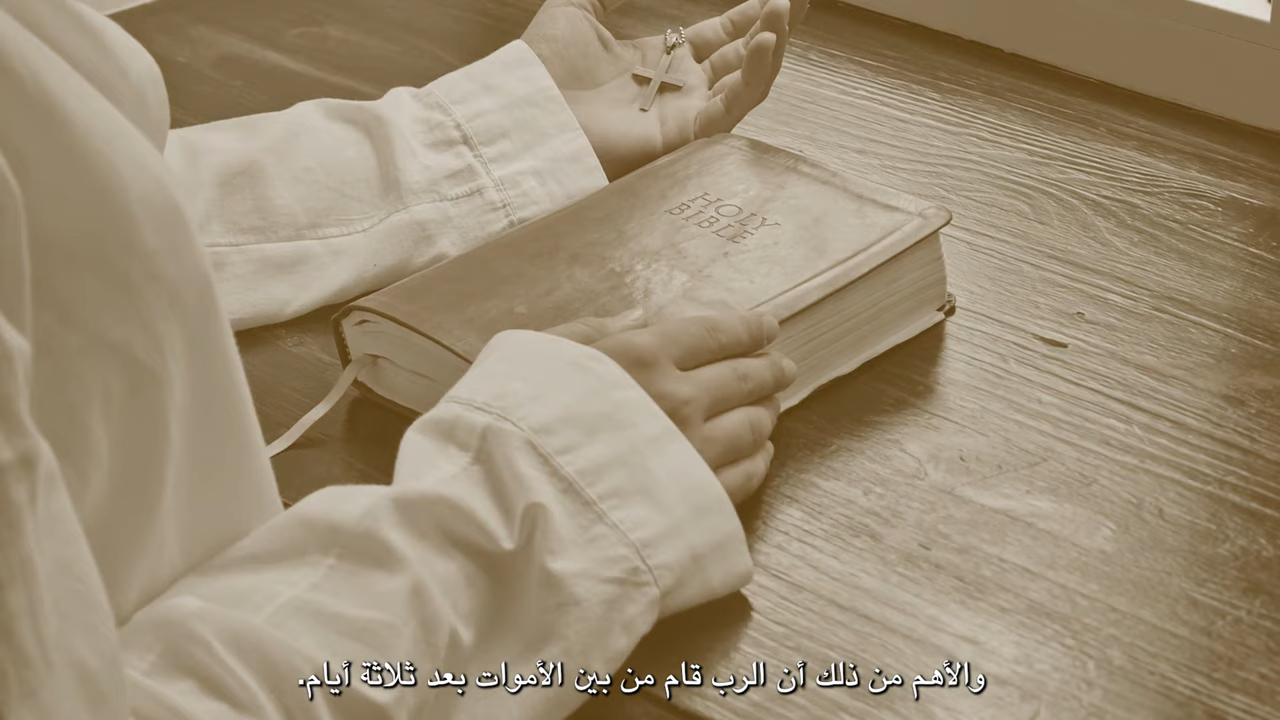 HOLY
BIBLE
والأهم من ذلك أن الرب قام من بين الأموات بعد ثلاثة أيام.